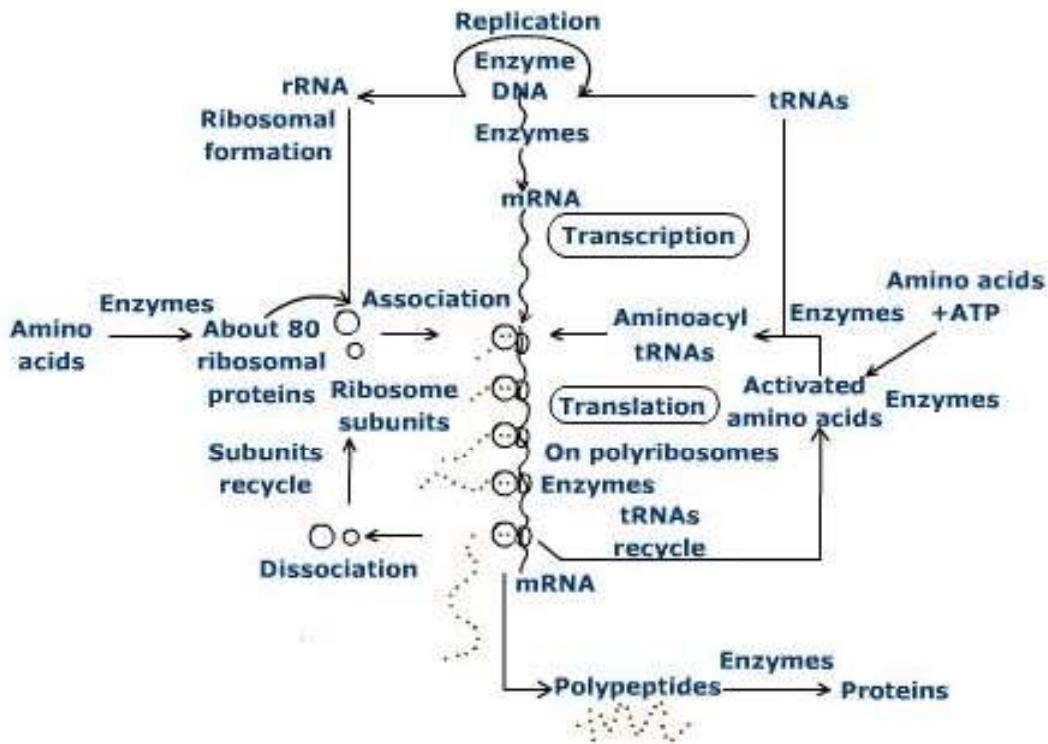 Replication
Enzyme
DNA
rRNA
tRNAs
Ribosomal
formation
Enzymes
mRNA
Transcription
Amino acids
+ATP
Enzymes
Association
Enzymes
Amino
acids
About 80
ribosomal
proteins
Aminoacyl
tRNAs
Ribosome
subunits
Translation
Activated
amino acids
Enzymes
Subunits
recycle
On polyribosomes
Enzymes
tRNAs
recycle
Dissociation
mRNA
Enzymes
Polypeptides
Proteins